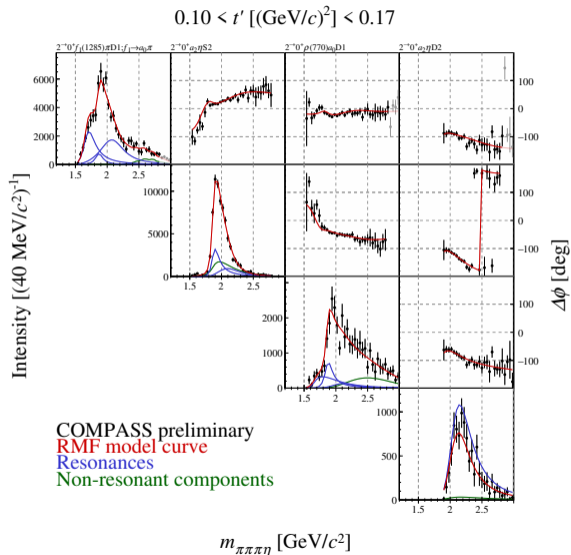 0.10 < t′ [(GeV/c)²] < 0.17
2⁻⁺0⁺f₁(1285)πD1;f₁→a₀π 2⁻⁺0⁺a₂ηS2 2⁻⁺0⁺ρ(770)a₀D1 2⁻⁺0⁺a₂ηD2
6000
4000
2000
0
1.5 2 2.5
100
0
−100
10000
5000
0
1.5 2 2.5
100
0
−100
2000
1000
0
1.5 2 2.5
100
0
−100
1000
500
0
1.5 2 2.5
Intensity [(40 MeV/c²)⁻¹]
Δϕ [deg]
COMPASS preliminary
RMF model curve
Resonances
Non-resonant components
m_πππη [GeV/c²]